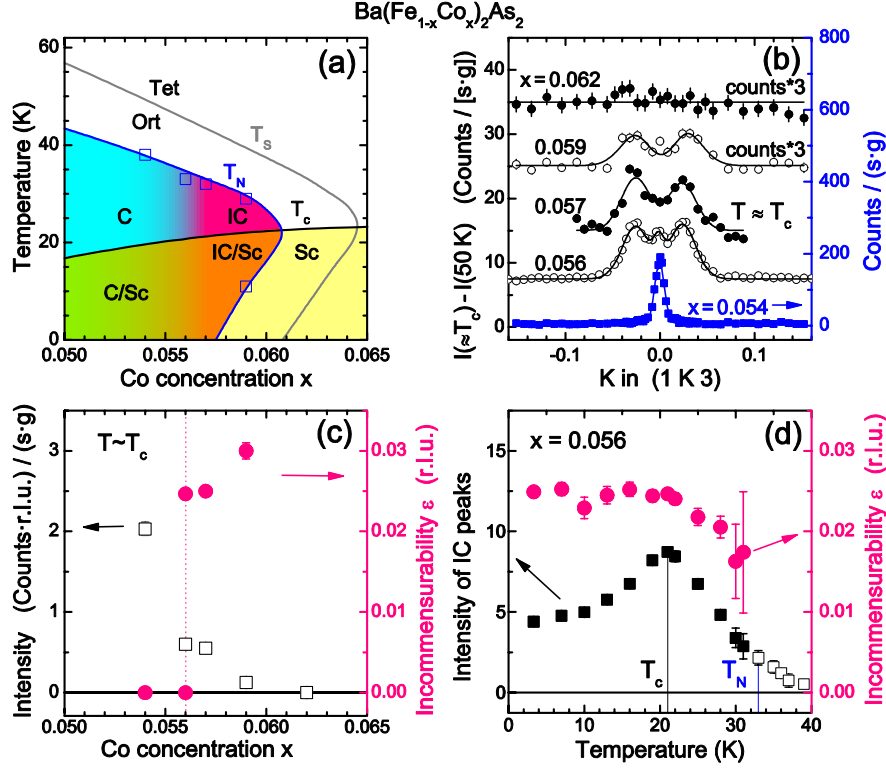 Ba(Fe1-xCox)2As2
(a)
60
40
20
0
Temperature (K)
Tet
Ort
TS
TN
Tc
C
IC
C/Sc
IC/Sc
Sc
0.050 0.055 0.060 0.065
Co concentration x
(b)
45
30
15
0
I(≈Tc) - I(50 K) (Counts / [s·g])
800
600
400
200
0
Counts / (s·g)
x = 0.062
counts*3
0.059
counts*3
0.057
T ≈ Tc
0.056
x = 0.054
-0.1 0.0 0.1
K in (1 K 3)
(c)
T~Tc
3
2
1
0
Intensity (Counts·r.l.u.) / (s·g)
0.03
0.02
0.01
0.00
Incommensurability ε (r.l.u.)
0.050 0.055 0.060 0.065
Co concentration x
(d)
x = 0.056
15
10
5
0
Intensity of IC peaks
0.03
0.02
0.01
0.00
Incommensurability ε (r.l.u.)
Tc
TN
0 10 20 30 40
Temperature (K)